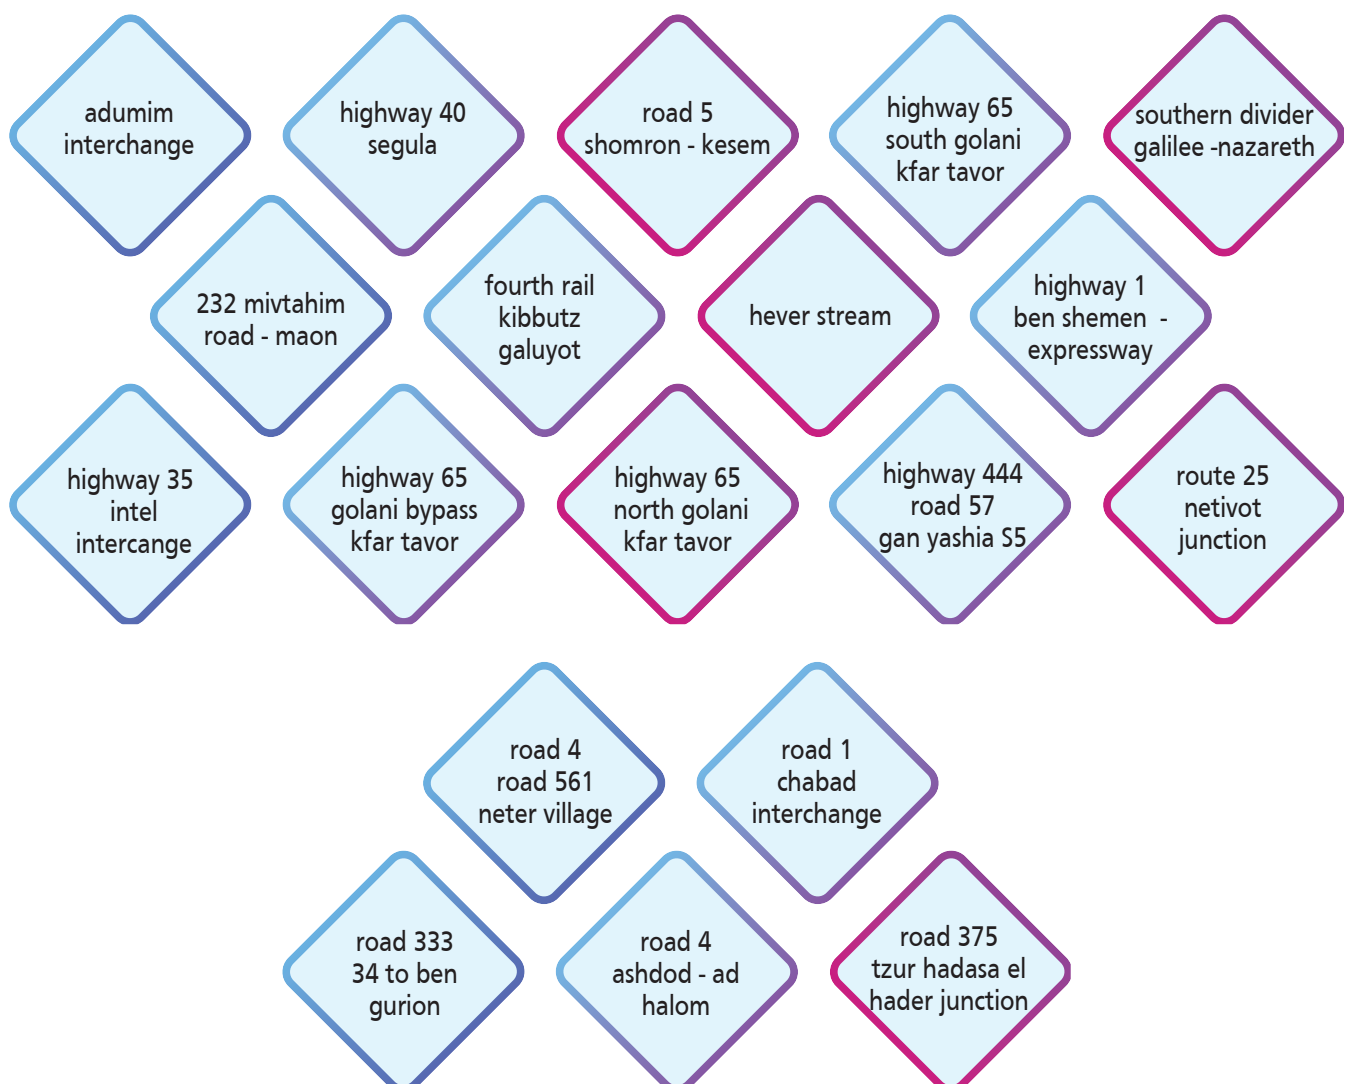 adumim
interchange
highway 40
segula
road 5
shomron - kesem
highway 65
south golani
kfar tavor
southern divider
galilee -nazareth
232 mivtahim
road - maon
fourth rail
kibbutz
galuyot
hever stream
highway 1
ben shemen -
expressway
highway 35
intel
intercange
highway 65
golani bypass
kfar tavor
highway 65
north golani
kfar tavor
highway 444
road 57
gan yashia S5
route 25
netivot
junction
road 4
road 561
neter village
road 1
chabad
interchange
road 333
34 to ben
gurion
road 4
ashdod - ad
halom
road 375
tzur hadasa el
hader junction